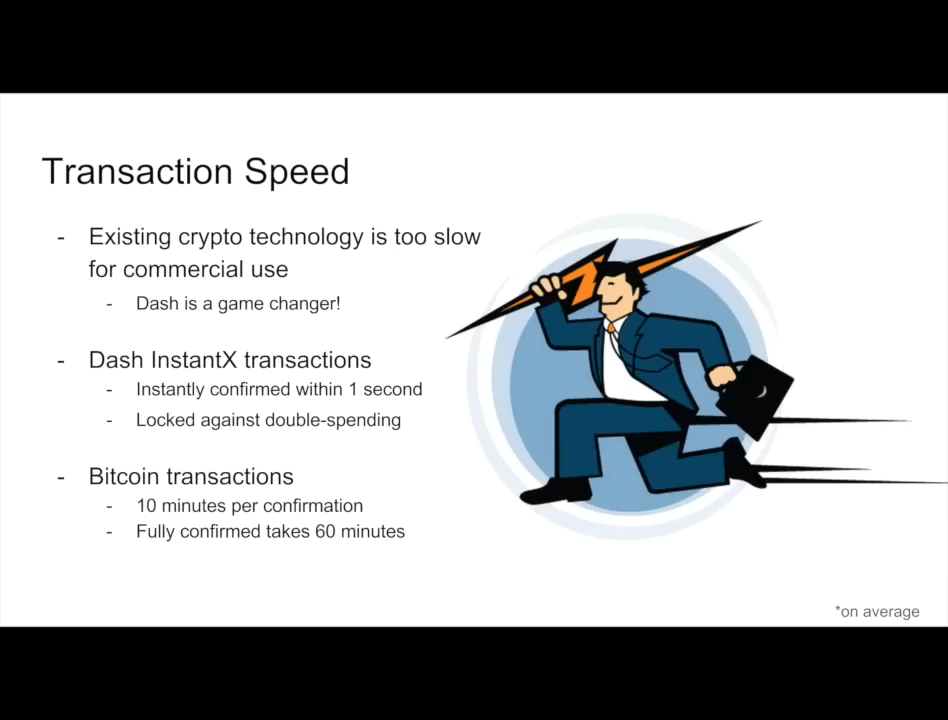 Transaction Speed
- Existing crypto technology is too slow
for commercial use
- Dash is a game changer!
- Dash InstantX transactions
- Instantly confirmed within 1 second
- Locked against double-spending
- Bitcoin transactions
- 10 minutes per confirmation
- Fully confirmed takes 60 minutes
*on average